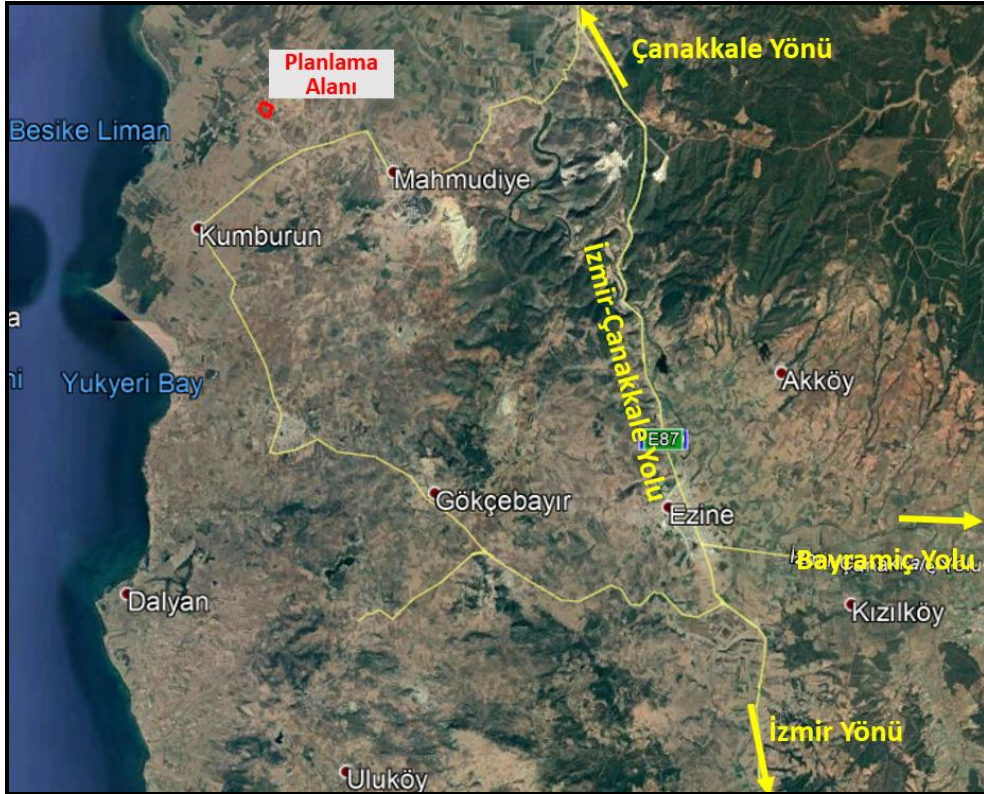 Çanakkale Yönü
Planlama
Alanı
Besike Liman
Mahmudiye
Kumburun
a
ni
Yukyeri Bay
İzmir-Çanakkale Yolu
Akköy
E87
Gökçebayır
Ezine
Bayramiç Yolu
Dalyan
Kızılköy
İzmir Yönü
Uluköy